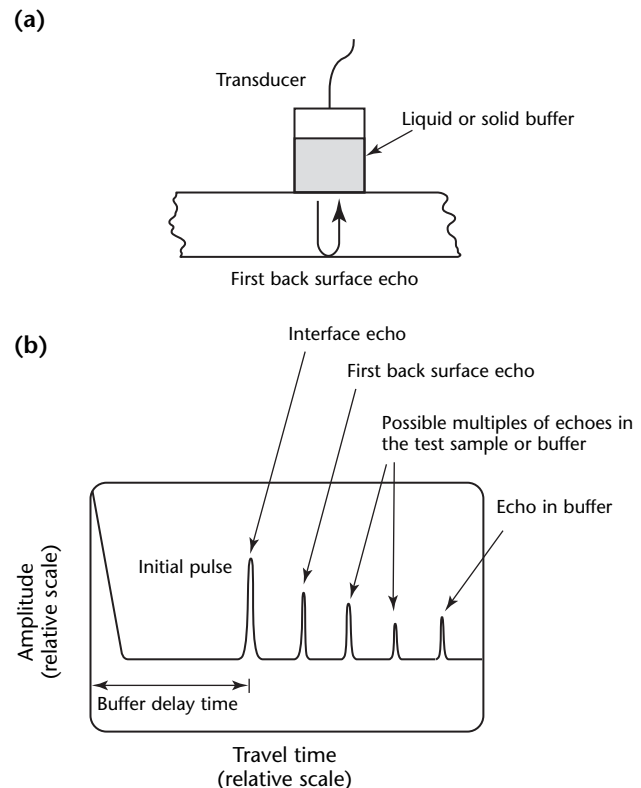 (a)
Transducer
Liquid or solid buffer
First back surface echo
(b)
Interface echo
First back surface echo
Possible multiples of echoes in
the test sample or buffer
Echo in buffer
Initial pulse
Amplitude
(relative scale)
Buffer delay time
Travel time
(relative scale)